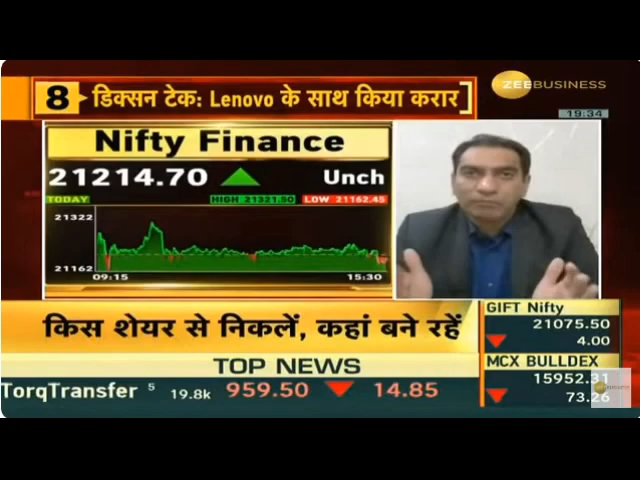 8 डिक्सन टेक: Lenovo के साथ किया करार
ZEEBUSINESS
19:34
Nifty Finance
21214.70 Unch
TODAY HIGH 21321.50 LOW 21162.45
21322
21162
09:15 15:30
किस शेयर से निकलें, कहां बने रहें
GIFT Nifty
21075.50
4.00
TOP NEWS
MCX BULLDEX
15952.31
73.26
TorqTransfer 5 19.8k 959.50 14.85